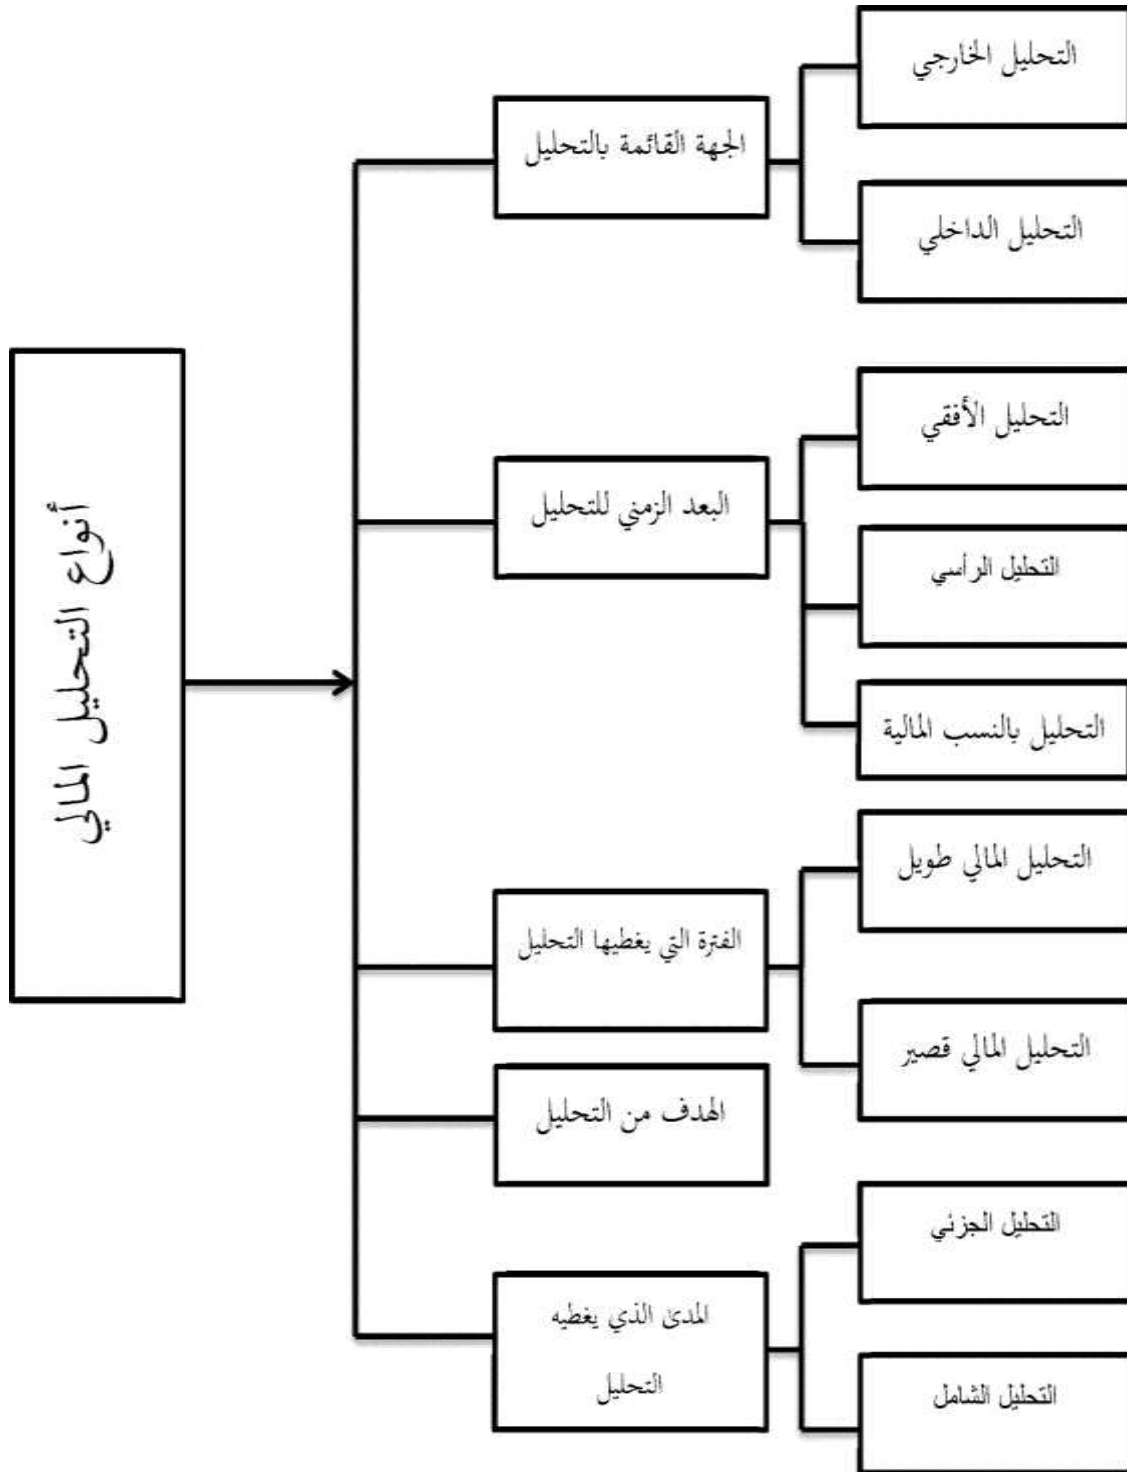 أنواع التحليل المالي
الجهة القائمة بالتحليل
التحليل الخارجي
التحليل الداخلي
البعد الزمني للتحليل
التحليل الأفقي
التحليل الرأسي
التحليل بالنسب المالية
الفترة التي يغطيها التحليل
التحليل المالي طويل
التحليل المالي قصير
الهدف من التحليل
المدى الذي يغطيه
التحليل
التحليل الجزئي
التحليل الشامل